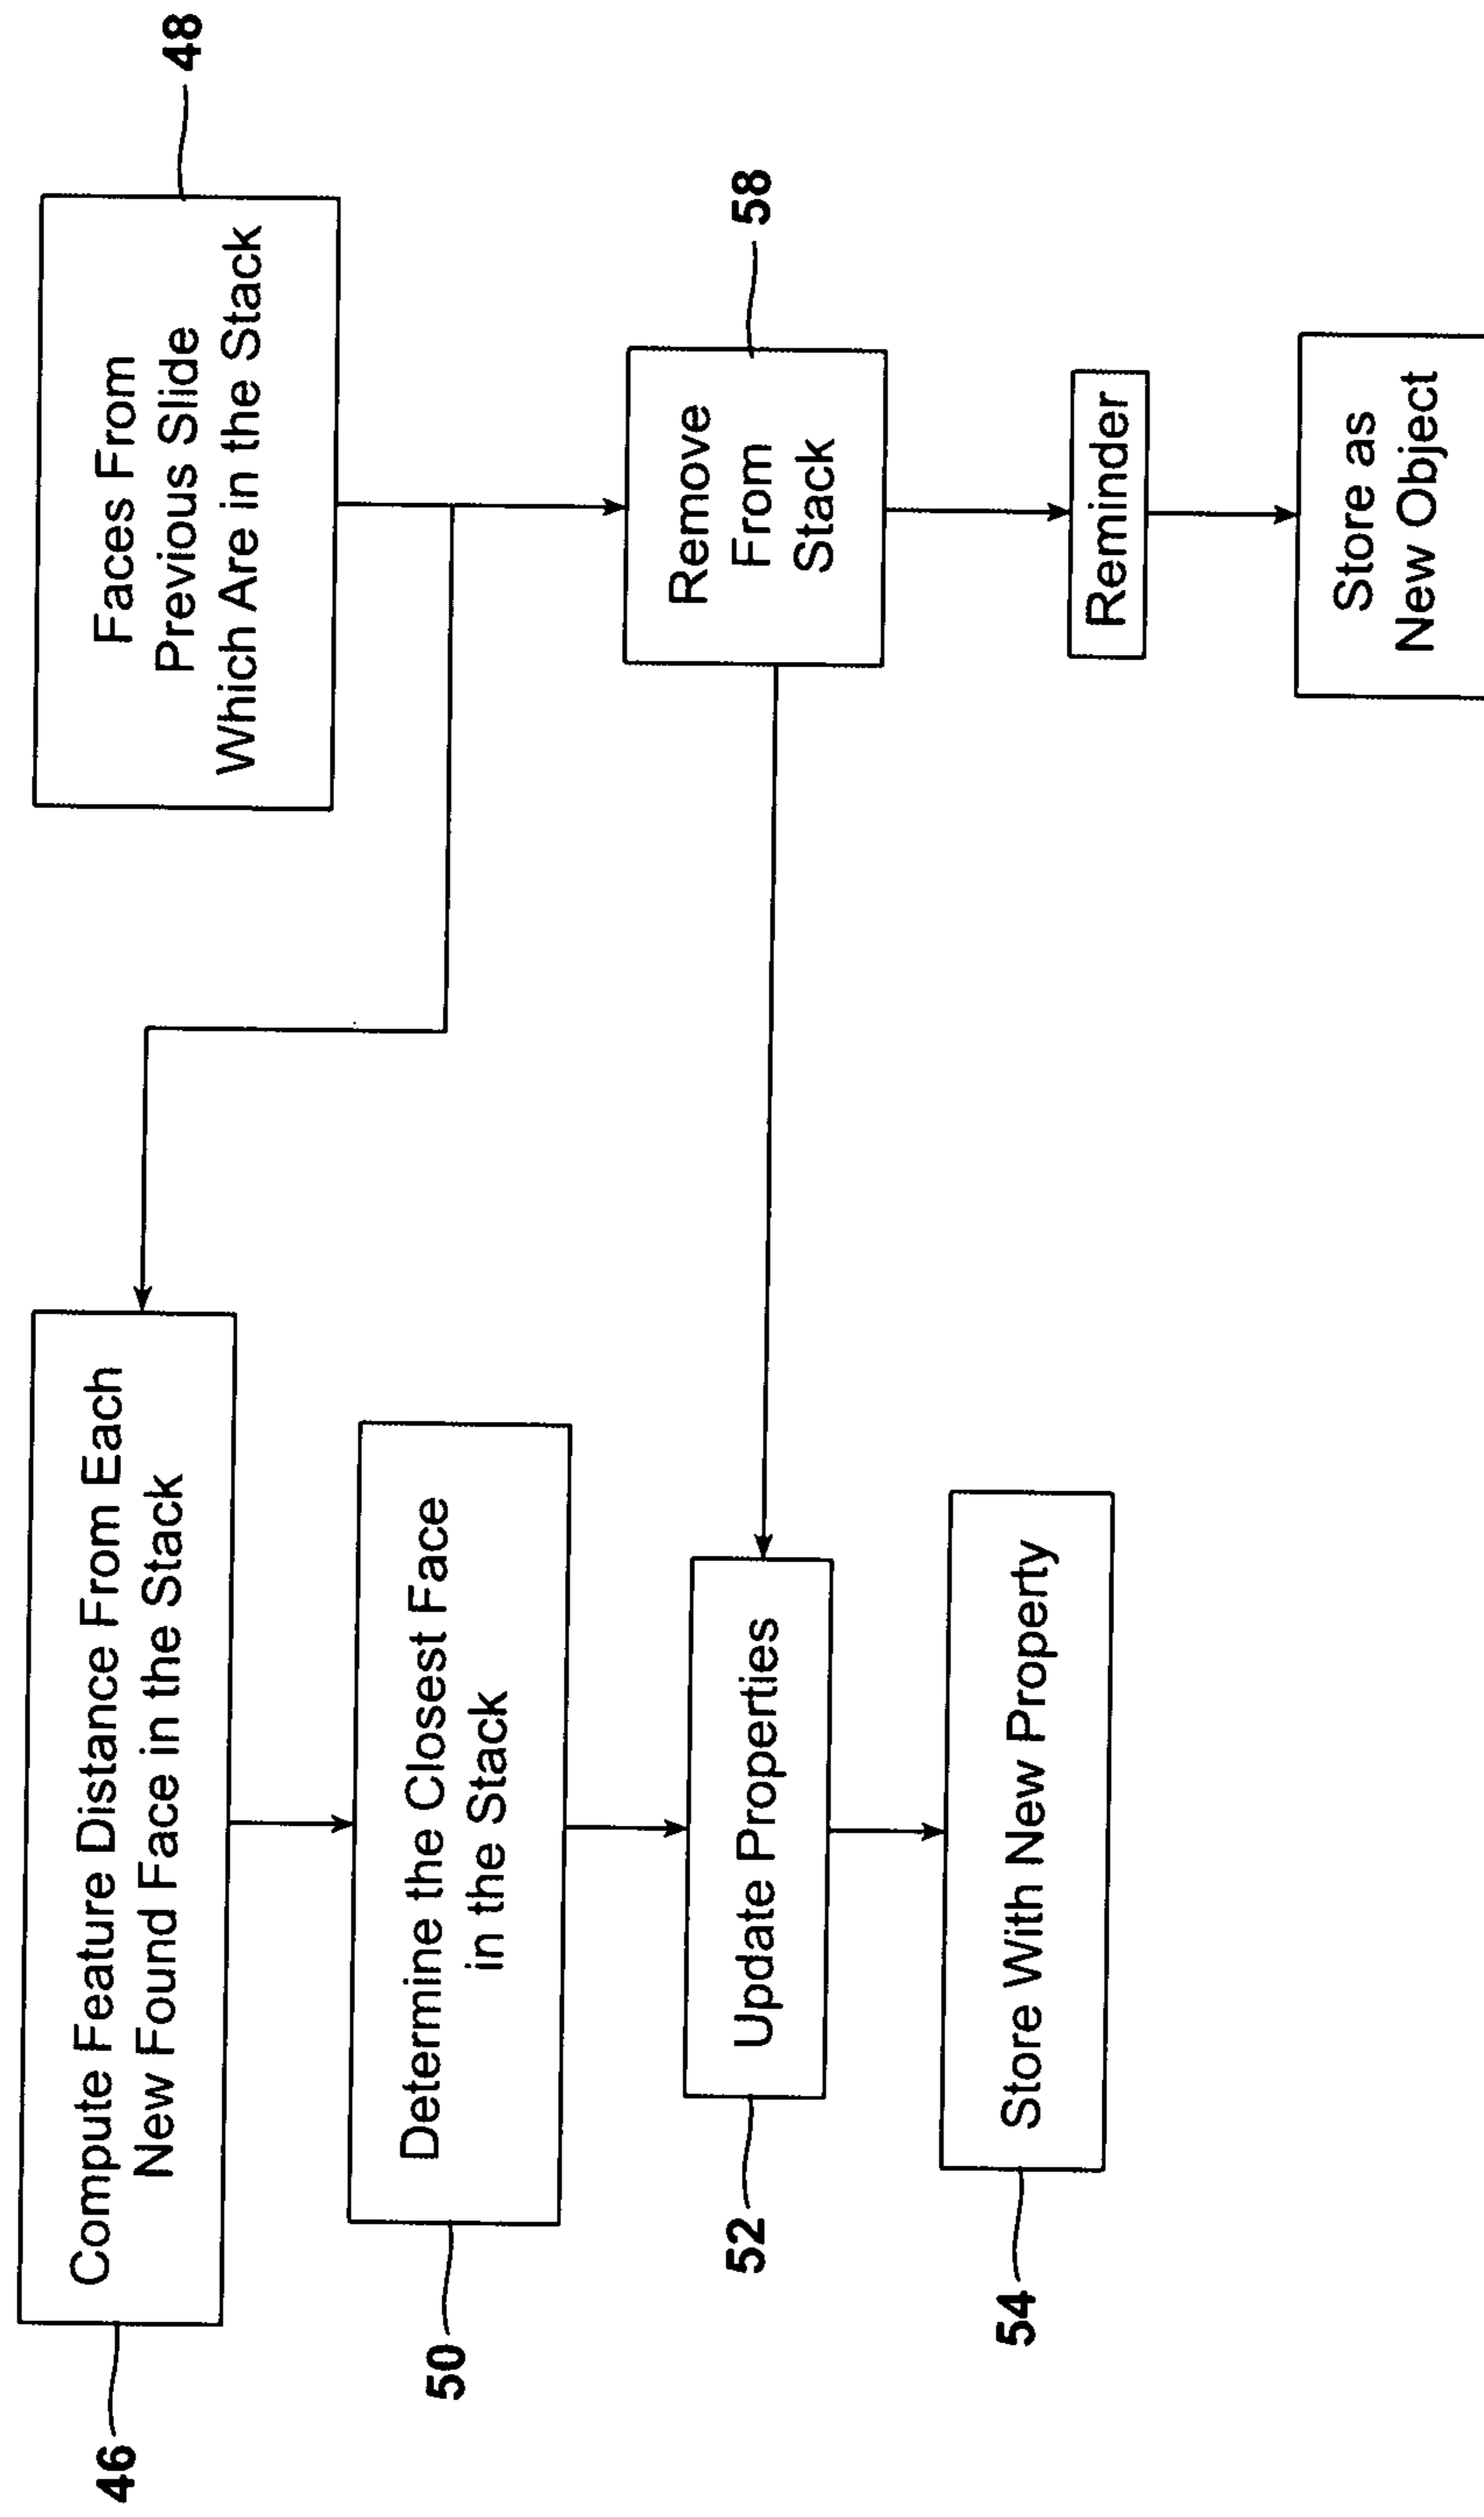 46
Compute Feature Distance From Each
New Found Face in the Stack
Faces From
Previous Slide
Which Are in the Stack
48
50
Determine the Closest Face
in the Stack
52
Update Properties
Remove
From
Stack
58
54
Store With New Property
Reminder
Store as
New Object